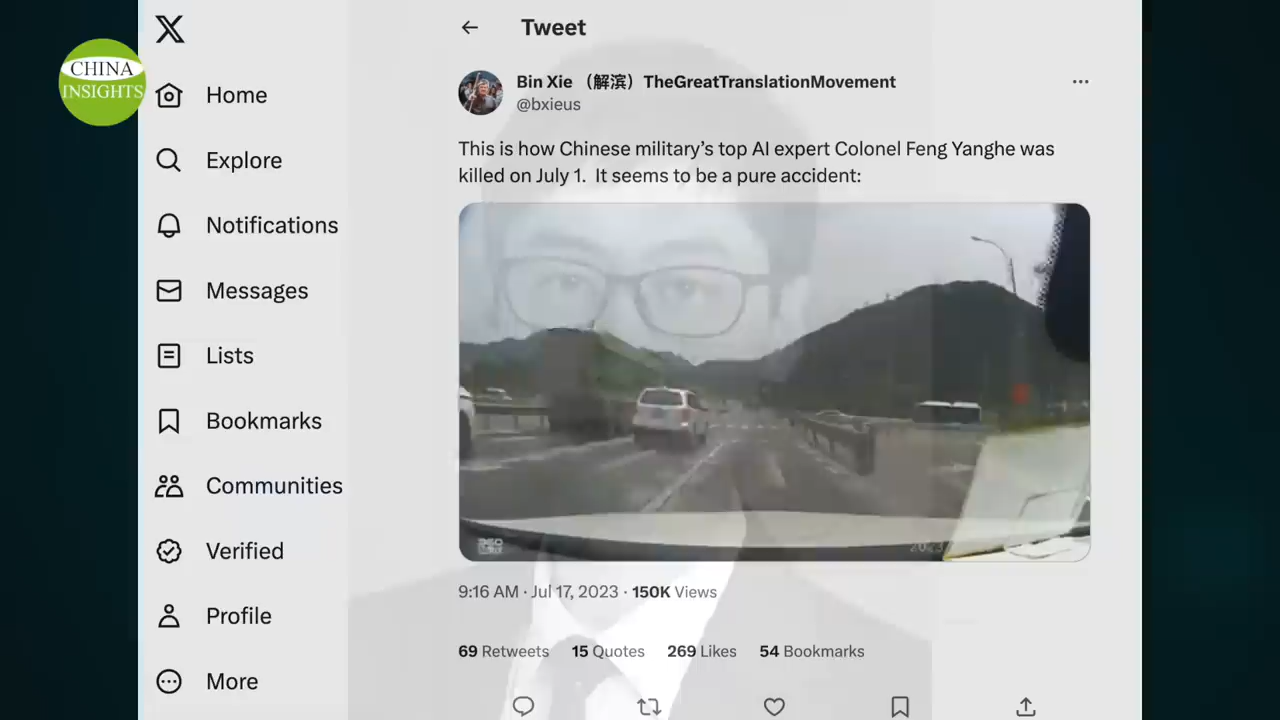 CHINA
INSIGHTS
Home
Explore
Notifications
Messages
Lists
Bookmarks
Communities
Verified
Profile
More
Tweet
Bin Xie （解滨）TheGreatTranslationMovement
@bxieus
This is how Chinese military’s top AI expert Colonel Feng Yanghe was
killed on July 1. It seems to be a pure accident:
360
2023
9:16 AM · Jul 17, 2023 · 150K Views
69 Retweets 15 Quotes 269 Likes 54 Bookmarks